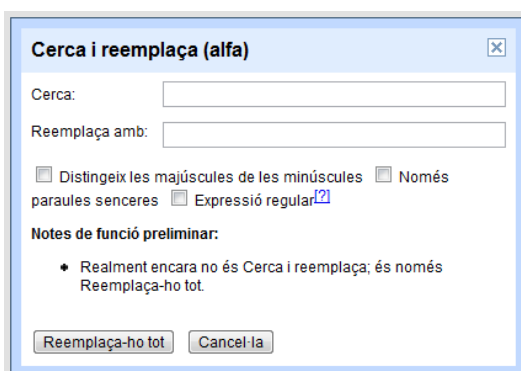 Cerca i reemplaça (alfa)
Cerca:
Reemplaça amb:
Distingeix les majúscules de les minúscules Només
paraules senceres Expressió regular[?]
Notes de funció preliminar:
Realment encara no és Cerca i reemplaça; és només
Reemplaça-ho tot.
Reemplaça-ho tot Cancel·la